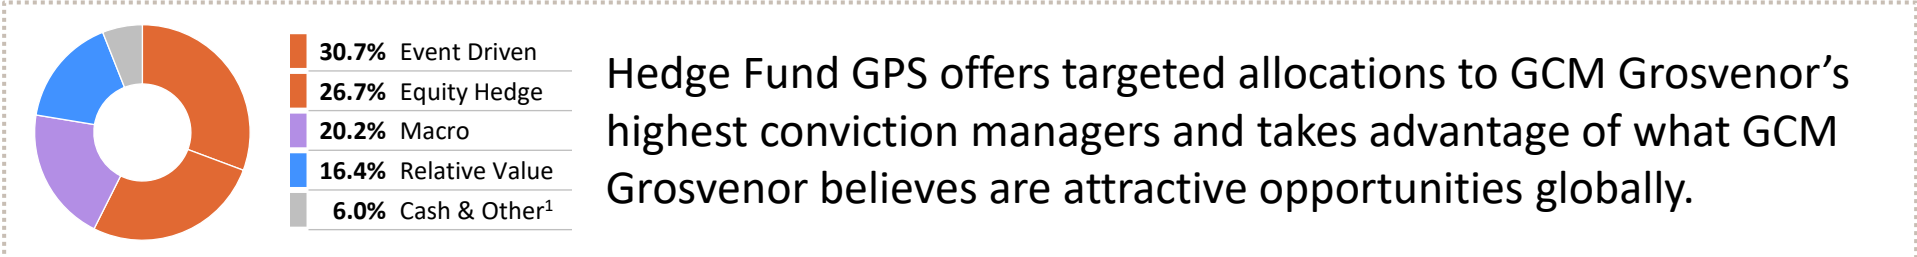 30.7% Event Driven
26.7% Equity Hedge
20.2% Macro
16.4% Relative Value
6.0% Cash & Other¹
Hedge Fund GPS offers targeted allocations to GCM Grosvenor’s
highest conviction managers and takes advantage of what GCM
Grosvenor believes are attractive opportunities globally.